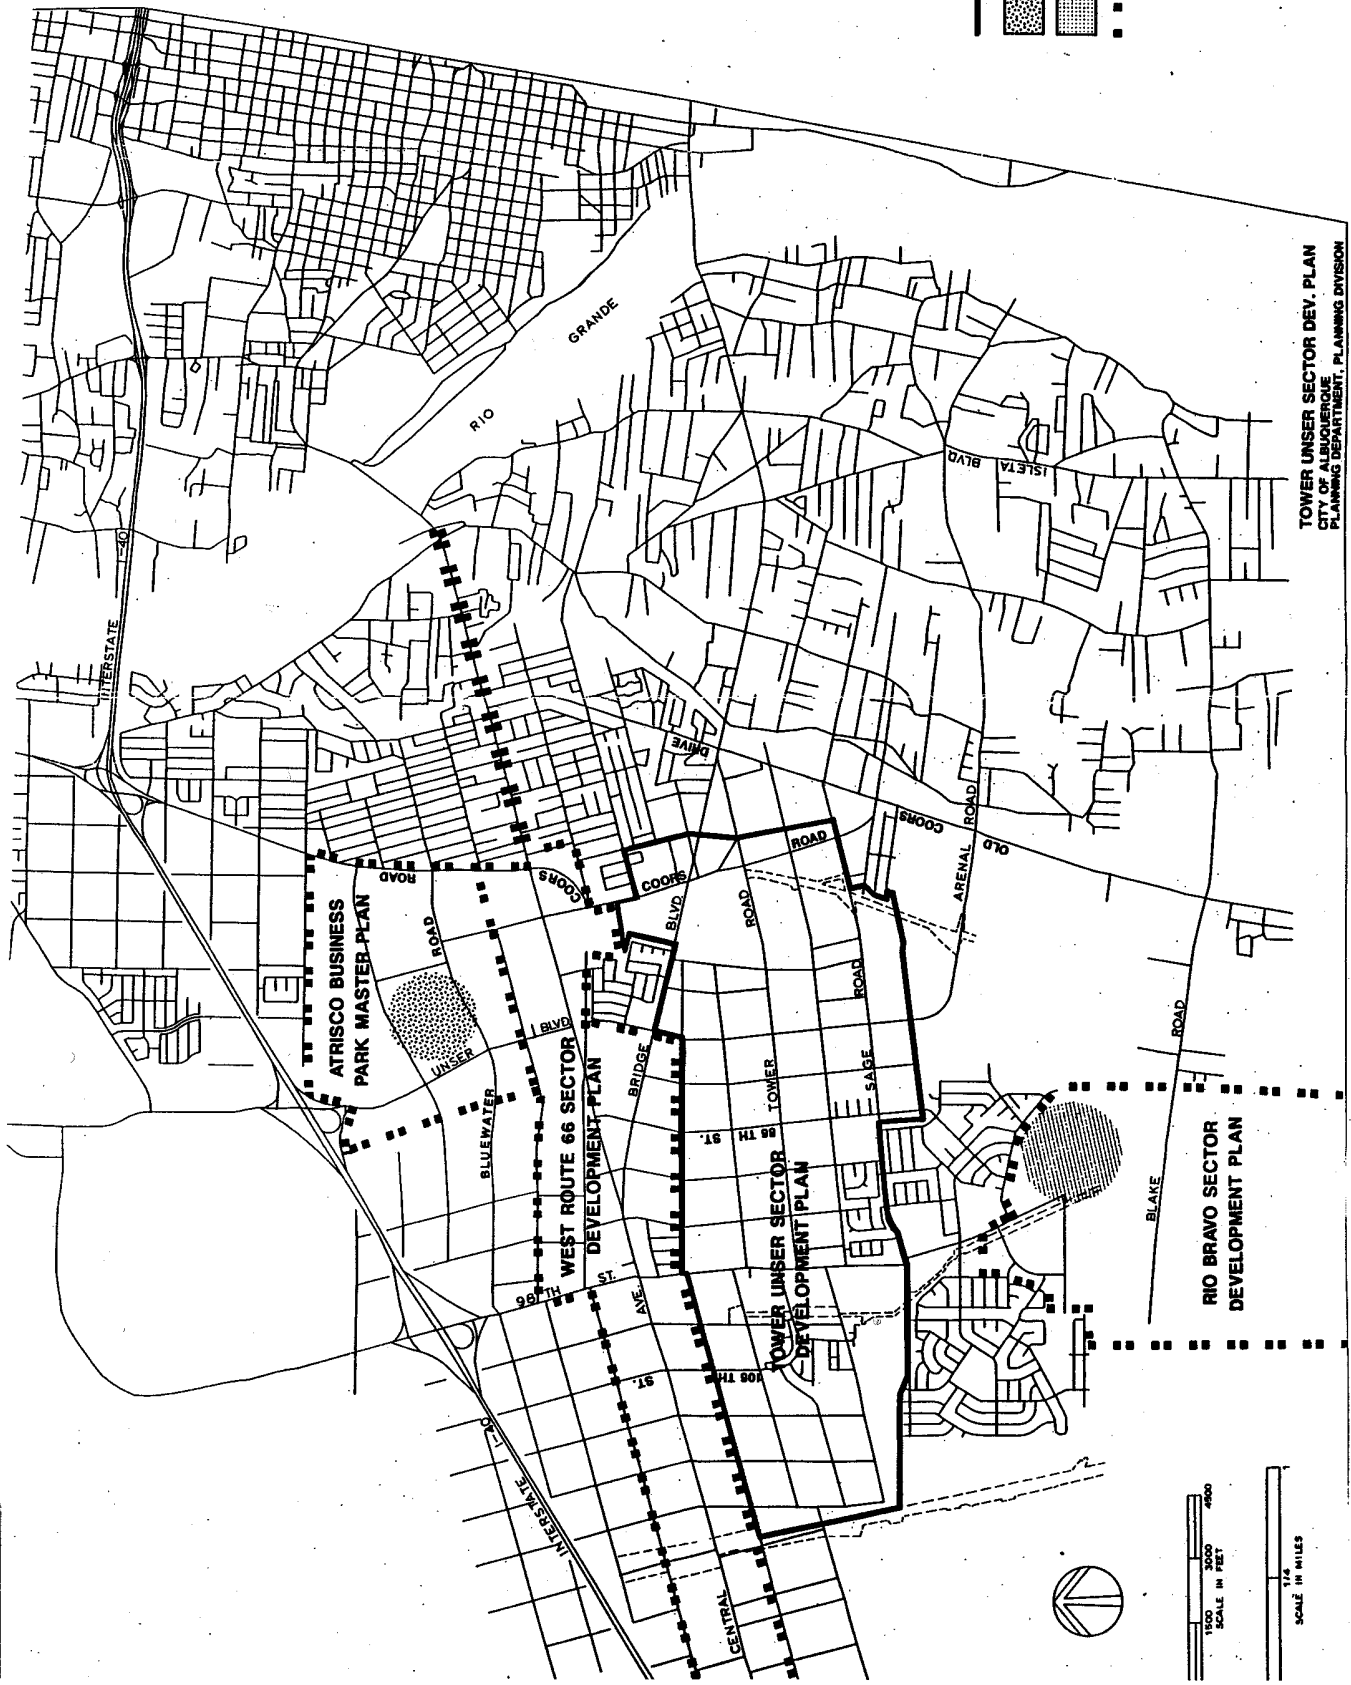 INTERSTATE
I-40
RIO
GRANDE
ISLETA
BLVD.
DRIVE
COORS
OLD
ARENAL ROAD
ROAD
COORS
ROAD
COORS
BLVD
ROAD
ROAD
ATRISCO BUSINESS
PARK MASTER PLAN
ROAD
UNSER
BLVD
BLUEWATER
WEST ROUTE 66 SECTOR
DEVELOPMENT PLAN
BRIDGE
TOWER
SAGE
86 TH
ST.
TOWER UNSER SECTOR
DEVELOPMENT PLAN
98 TH
ST.
AVE.
ST.
106 TH
CENTRAL
INTERSTATE
I-40
BLAKE
ROAD
RIO BRAVO SECTOR
DEVELOPMENT PLAN
1500 3000 4500
SCALE IN FEET
1/4 1
SCALE IN MILES
TOWER UNSER SECTOR DEV. PLAN
CITY OF ALBUQUERQUE
PLANNING DEPARTMENT, PLANNING DIVISION